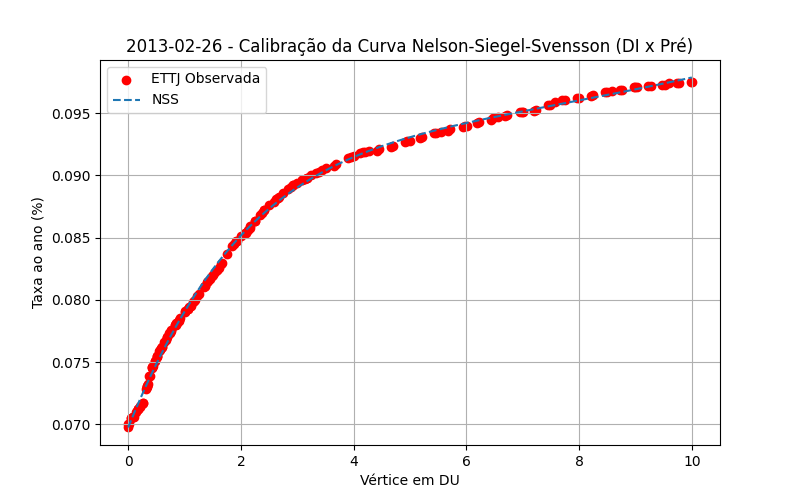 2013-02-26 - Calibração da Curva Nelson-Siegel-Svensson (DI x Pré)
ETTJ Observada
NSS
Taxa ao ano (%)
0.095
0.090
0.085
0.080
0.075
0.070
0 2 4 6 8 10
Vértice em DU